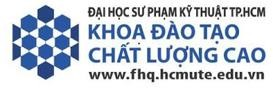 ĐẠI HỌC SƯ PHẠM KỸ THUẬT TP.HCM
KHOA ĐÀO TẠO
CHẤT LƯỢNG CAO
www.fhq.hcmute.edu.vn